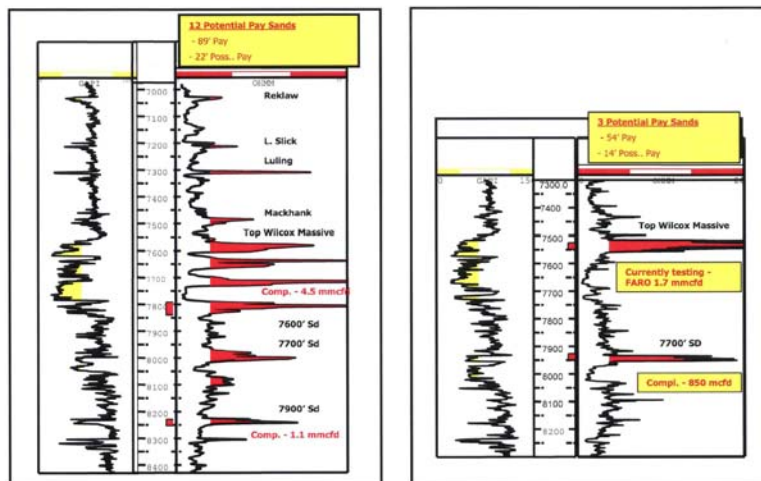 12 Potential Pay Sands
- 89' Pay
- 22' Poss.. Pay
GAPI
OHMM
7000
Reklaw
7100
7200
L. Slick
7300
Luling
7400
Mackhank
7500
Top Wilcox Massive
7600
7700
Comp. - 4.5 mmcfd
7800
7600' Sd
7900
7700' Sd
8000
8100
8200
7900' Sd
8300
Comp. - 1.1 mmcfd
8400
3 Potential Pay Sands
- 54' Pay
- 14' Poss.. Pay
0
GAPI
OHMM
7300.0
7400
Top Wilcox Massive
7500
7600
Currently testing -
FARO 1.7 mmcfd
7700
7800
7700' SD
7900
8000
Compl. - 850 mcfd
8100
8200